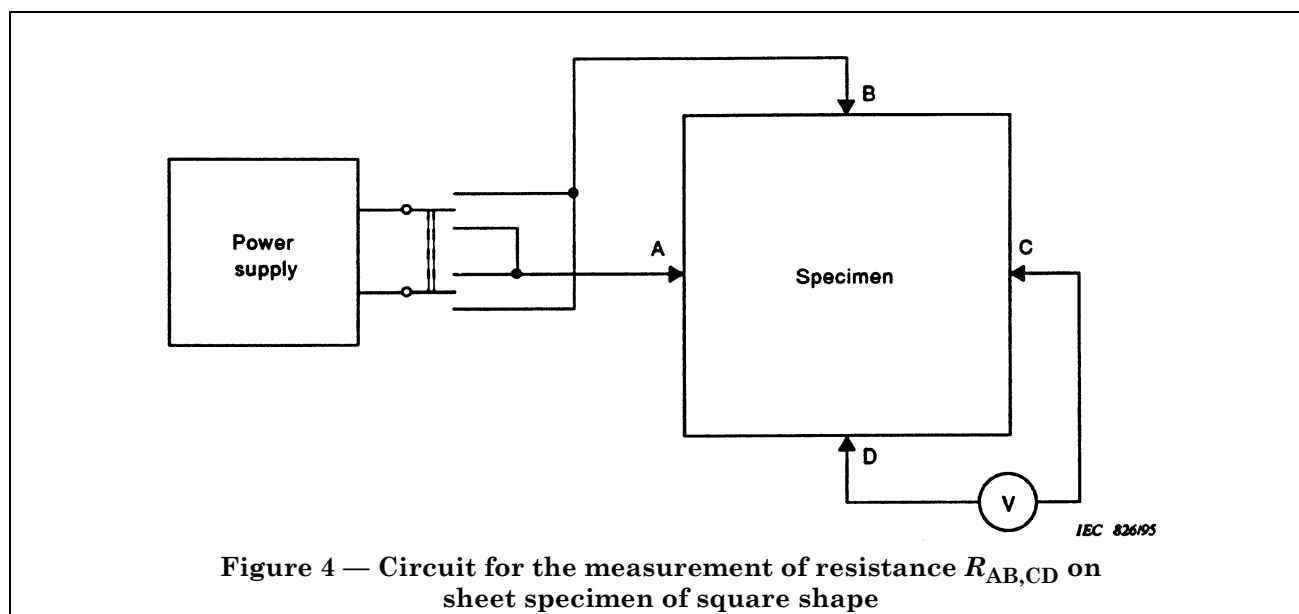 B
Power
supply
A
Specimen
C
D
V
IEC 826/95
Figure 4 — Circuit for the measurement of resistance R_AB,CD on
sheet specimen of square shape